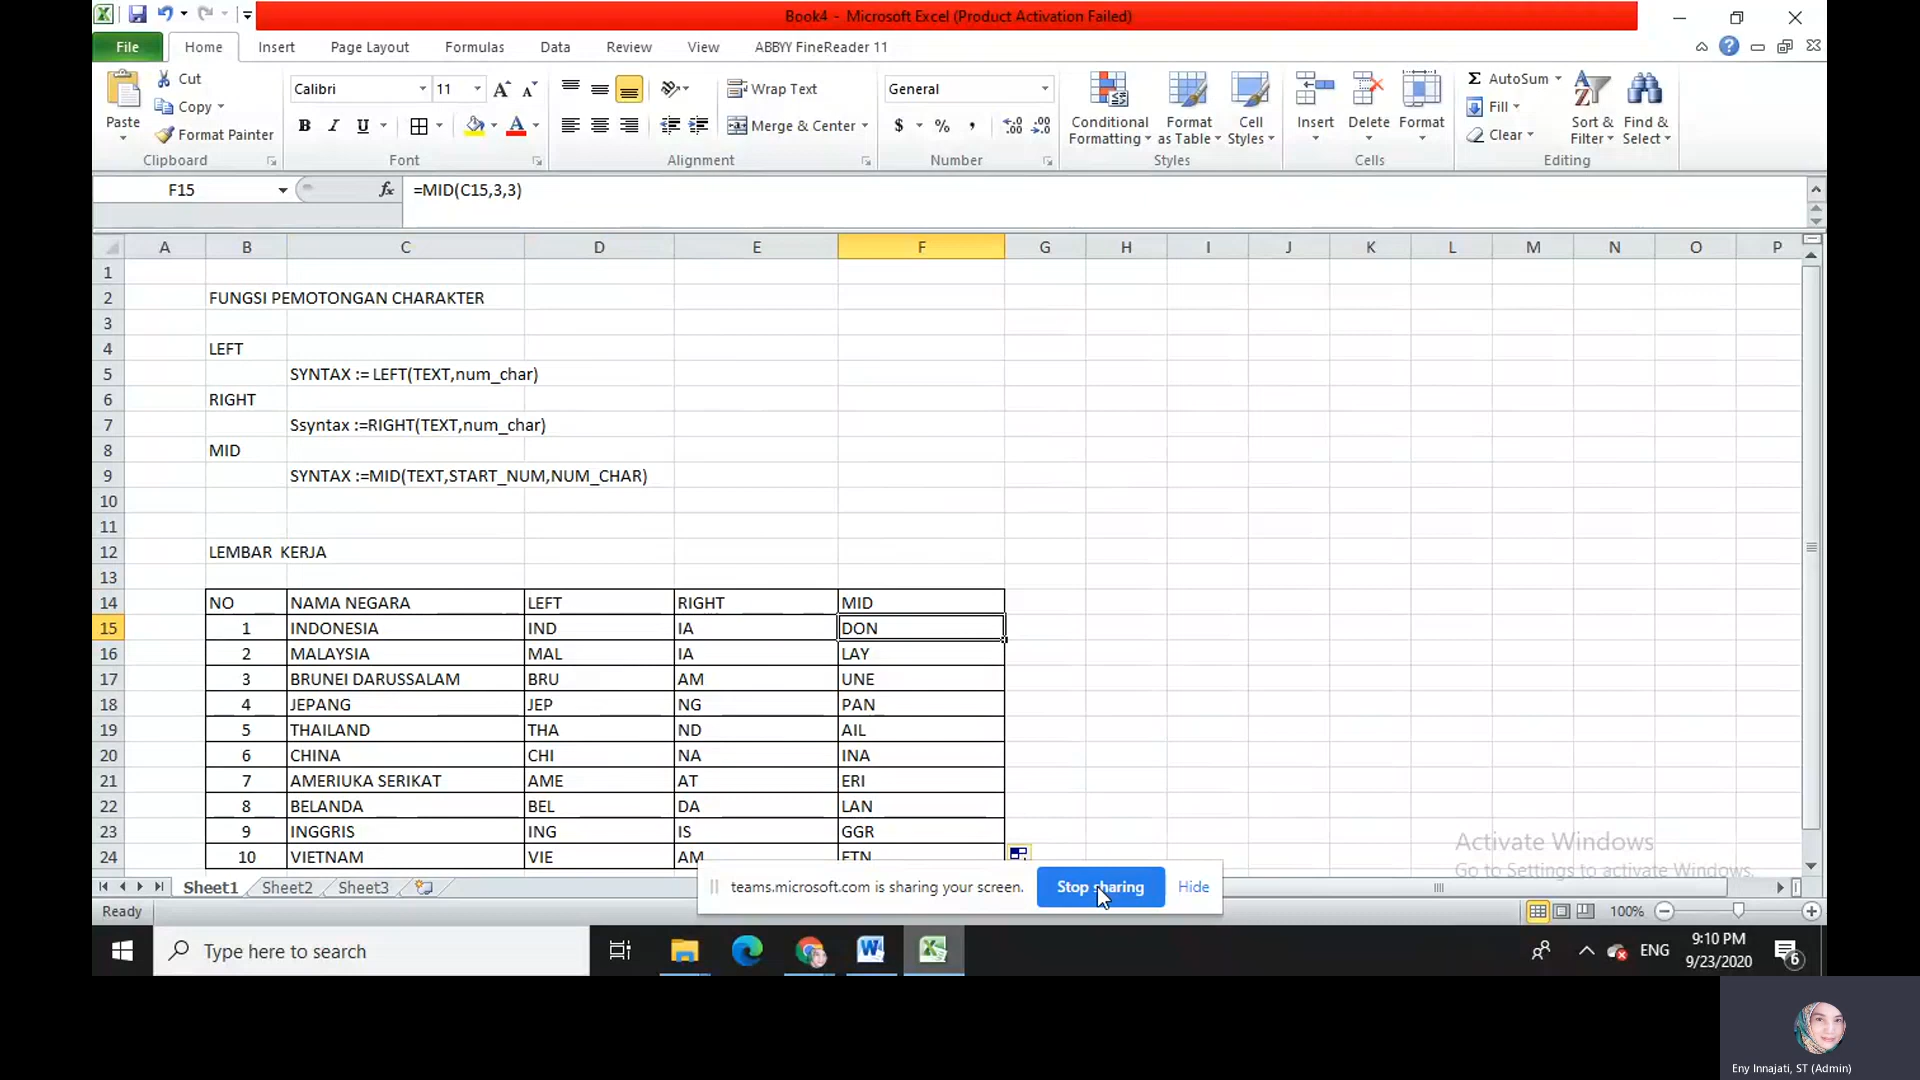 Book4 - Microsoft Excel (Product Activation Failed)
File Home Insert Page Layout Formulas Data Review View ABBYY FineReader 11
Paste
Cut
Copy
Format Painter
Clipboard
Calibri 11
B I U
Font
Wrap Text
Merge & Center
Alignment
General
$ % ,
Number
Conditional Formatting
Format as Table
Cell Styles
Styles
Insert Delete Format
Cells
Σ AutoSum
Fill
Clear
Sort & Filter
Find & Select
Editing
F15 fx =MID(C15,3,3)
A B C D E F G H I J K L M N O P
1
2 FUNGSI PEMOTONGAN CHARAKTER
3
4 LEFT
5 SYNTAX := LEFT(TEXT,num_char)
6 RIGHT
7 Ssyntax :=RIGHT(TEXT,num_char)
8 MID
9 SYNTAX :=MID(TEXT,START_NUM,NUM_CHAR)
10
11
12 LEMBAR KERJA
13
14 NO NAMA NEGARA LEFT RIGHT MID
15 1 INDONESIA IND IA DON
16 2 MALAYSIA MAL IA LAY
17 3 BRUNEI DARUSSALAM BRU AM UNE
18 4 JEPANG JEP NG PAN
19 5 THAILAND THA ND AIL
20 6 CHINA CHI NA INA
21 7 AMERIUKA SERIKAT AME AT ERI
22 8 BELANDA BEL DA LAN
23 9 INGGRIS ING IS GGR
24 10 VIETNAM VIE AM ETN
Activate Windows
Go to Settings to activate Windows.
Sheet1 Sheet2 Sheet3
teams.microsoft.com is sharing your screen. Stop sharing Hide
Ready 100%
Type here to search
ENG
9:10 PM
9/23/2020
6
Eny Innajati, ST (Admin)